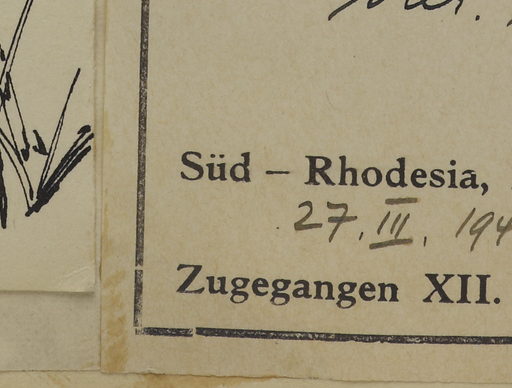 Süd – Rhodesia,
27. III. 194
Zugegangen XII.